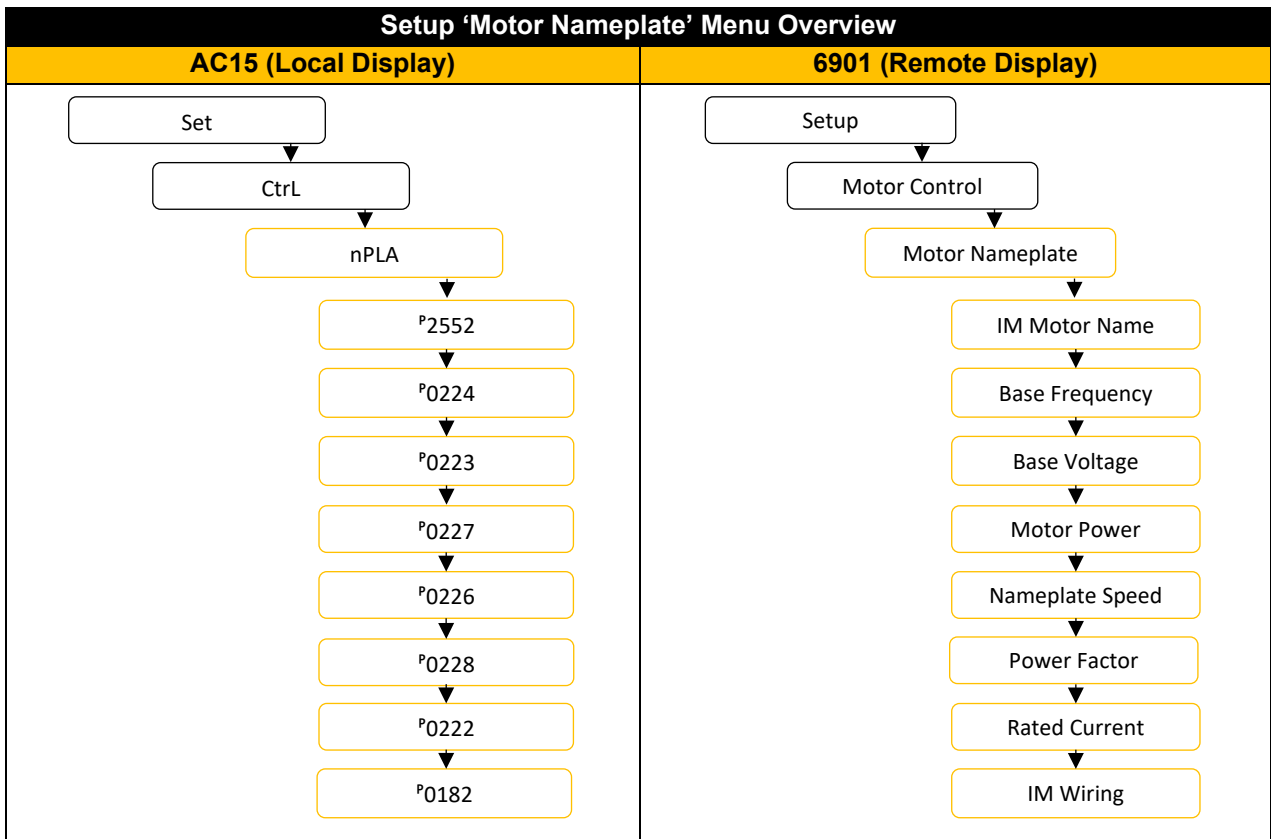 Setup ‘Motor Nameplate’ Menu Overview
AC15 (Local Display)
6901 (Remote Display)
Set
CtrL
nPLA
ᴾ2552
ᴾ0224
ᴾ0223
ᴾ0227
ᴾ0226
ᴾ0228
ᴾ0222
ᴾ0182
Setup
Motor Control
Motor Nameplate
IM Motor Name
Base Frequency
Base Voltage
Motor Power
Nameplate Speed
Power Factor
Rated Current
IM Wiring